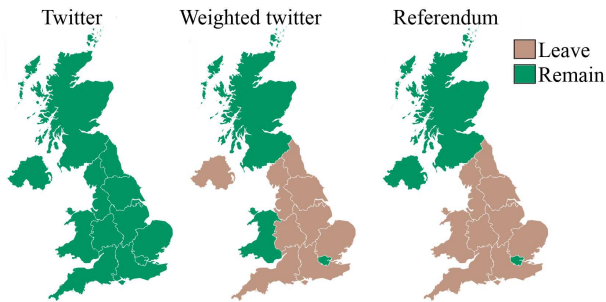 Twitter
Weighted twitter
Referendum
Leave
Remain